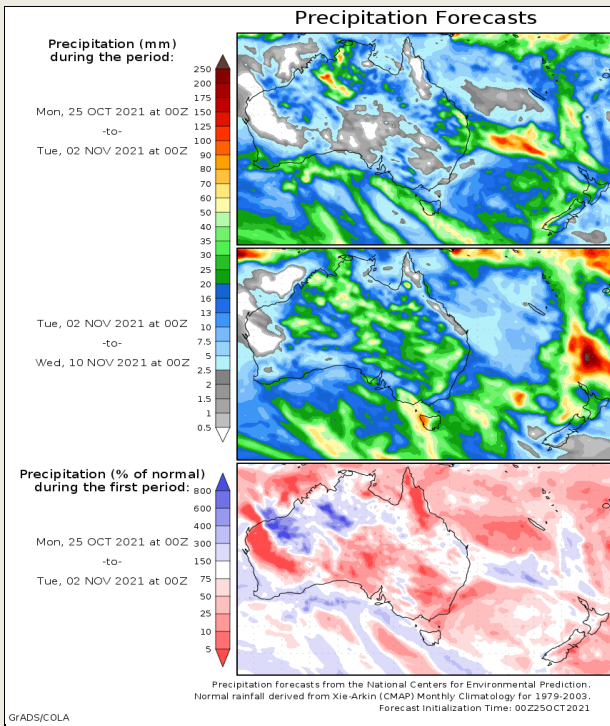 Precipitation Forecasts
Precipitation (mm)
during the period:
Mon, 25 OCT 2021 at 00Z
-to-
Tue, 02 NOV 2021 at 00Z
250
200
175
150
125
100
90
80
70
60
50
40
35
30
25
20
16
13
10
7.5
5
2.5
2
1.5
1
0.5
Tue, 02 NOV 2021 at 00Z
-to-
Wed, 10 NOV 2021 at 00Z
Precipitation (% of normal)
during the first period:
Mon, 25 OCT 2021 at 00Z
-to-
Tue, 02 NOV 2021 at 00Z
800
600
400
300
150
75
50
25
10
5
Precipitation forecasts from the National Centers for Environmental Prediction.
Normal rainfall derived from Xie-Arkin (CMAP) Monthly Climatology for 1979-2003.
Forecast Initialization Time: 00Z25OCT2021
GrADS/COLA